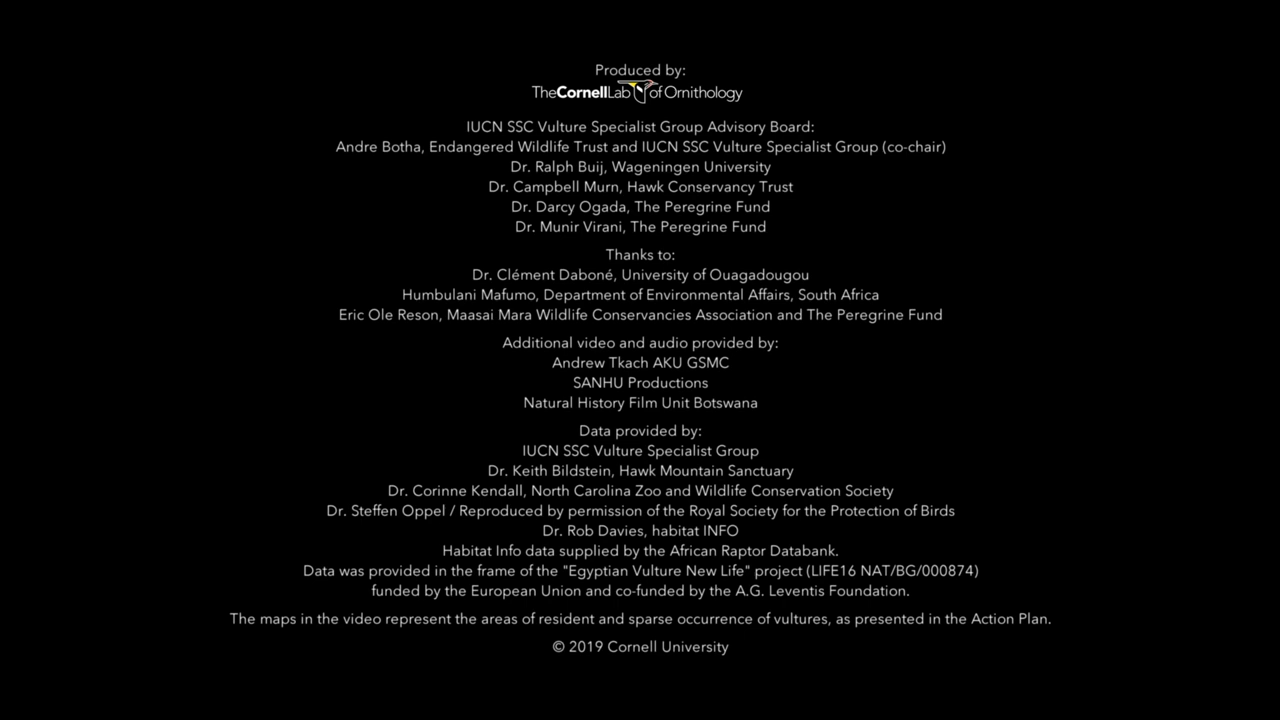 Produced by:
TheCornellLab of Ornithology
IUCN SSC Vulture Specialist Group Advisory Board:
Andre Botha, Endangered Wildlife Trust and IUCN SSC Vulture Specialist Group (co-chair)
Dr. Ralph Buij, Wageningen University
Dr. Campbell Murn, Hawk Conservancy Trust
Dr. Darcy Ogada, The Peregrine Fund
Dr. Munir Virani, The Peregrine Fund
Thanks to:
Dr. Clément Daboné, University of Ouagadougou
Humbulani Mafumo, Department of Environmental Affairs, South Africa
Eric Ole Reson, Maasai Mara Wildlife Conservancies Association and The Peregrine Fund
Additional video and audio provided by:
Andrew Tkach AKU GSMC
SANHU Productions
Natural History Film Unit Botswana
Data provided by:
IUCN SSC Vulture Specialist Group
Dr. Keith Bildstein, Hawk Mountain Sanctuary
Dr. Corinne Kendall, North Carolina Zoo and Wildlife Conservation Society
Dr. Steffen Oppel / Reproduced by permission of the Royal Society for the Protection of Birds
Dr. Rob Davies, habitat INFO
Habitat Info data supplied by the African Raptor Databank.
Data was provided in the frame of the "Egyptian Vulture New Life" project (LIFE16 NAT/BG/000874)
funded by the European Union and co-funded by the A.G. Leventis Foundation.
The maps in the video represent the areas of resident and sparse occurrence of vultures, as presented in the Action Plan.
© 2019 Cornell University